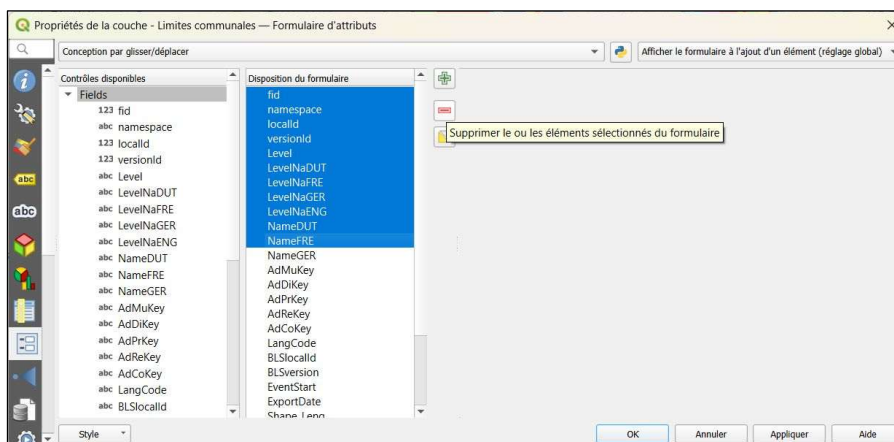 Propriétés de la couche - Limites communales — Formulaire d'attributs
Conception par glisser/déplacer
Afficher le formulaire à l'ajout d'un élément (réglage global)
Contrôles disponibles
Fields
123 fid
abc namespace
123 localId
123 versionId
abc Level
abc LevelNaDUT
abc LevelNaFRE
abc LevelNaGER
abc LevelNaENG
abc NameDUT
abc NameFRE
abc NameGER
abc AdMuKey
abc AdDiKey
abc AdPrKey
abc AdReKey
abc AdCoKey
abc LangCode
abc BLSlocalId
Disposition du formulaire
fid
namespace
localId
versionId
Level
LevelNaDUT
LevelNaFRE
LevelNaGER
LevelNaENG
NameDUT
NameFRE
NameGER
AdMuKey
AdDiKey
AdPrKey
AdReKey
AdCoKey
LangCode
BLSlocalId
BLSversion
EventStart
ExportDate
Shape_Leng
Supprimer le ou les éléments sélectionnés du formulaire
abc
abc
Style
OK
Annuler
Appliquer
Aide